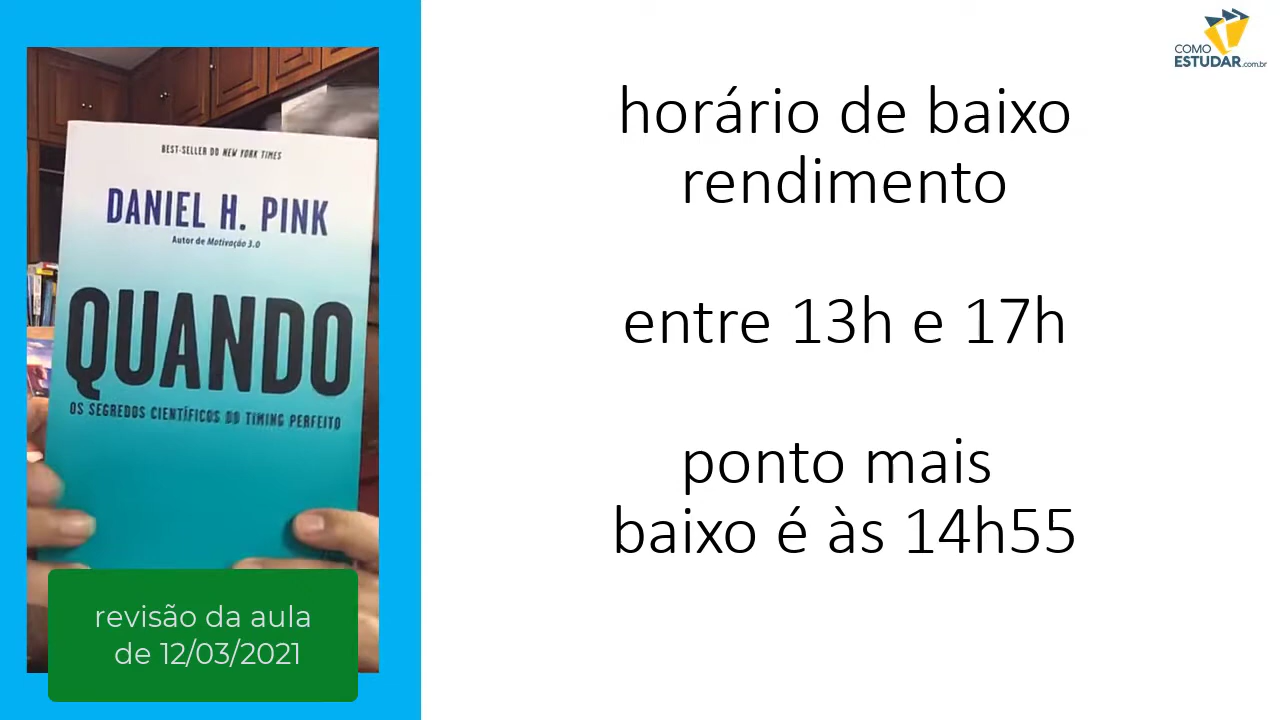 BEST-SELLER DO NEW YORK TIMES
DANIEL H. PINK
Autor de Motivação 3.0
QUANDO
OS SEGREDOS CIENTÍFICOS DO TIMING PERFEITO
revisão da aula
de 12/03/2021
COMO
ESTUDAR.com.br
horário de baixo
rendimento
entre 13h e 17h
ponto mais
baixo é às 14h55